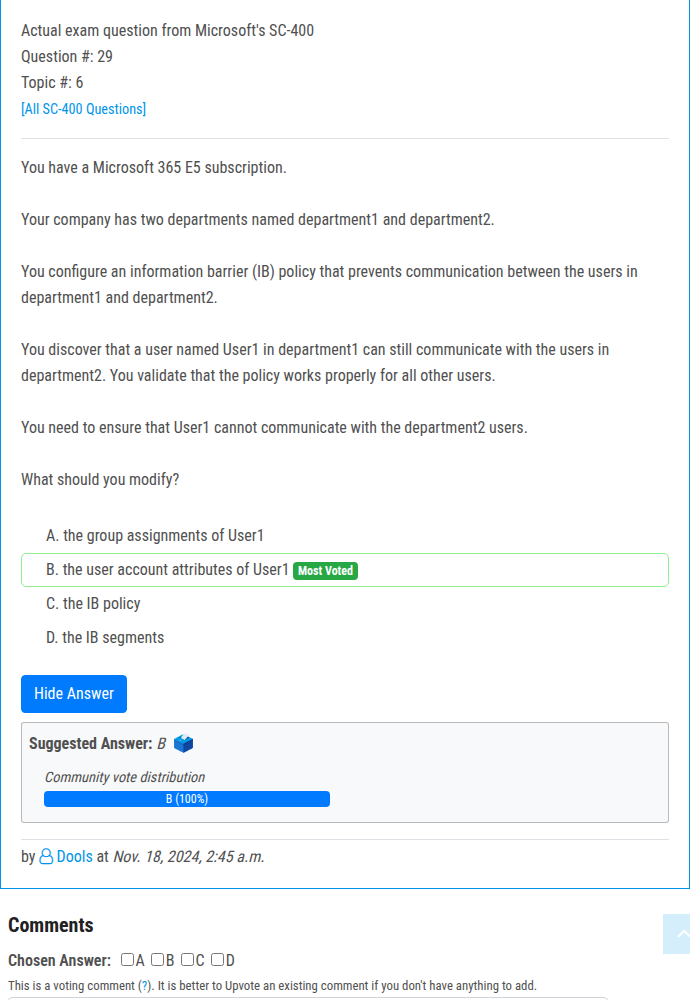 Actual exam question from Microsoft's SC-400
Question #: 29
Topic #: 6
[All SC-400 Questions]
You have a Microsoft 365 E5 subscription.
Your company has two departments named department1 and department2.
You configure an information barrier (IB) policy that prevents communication between the users in
department1 and department2.
You discover that a user named User1 in department1 can still communicate with the users in
department2. You validate that the policy works properly for all other users.
You need to ensure that User1 cannot communicate with the department2 users.
What should you modify?
A. the group assignments of User1
B. the user account attributes of User1 Most Voted
C. the IB policy
D. the IB segments
Hide Answer
Suggested Answer: B
Community vote distribution
B (100%)
by Dools at Nov. 18, 2024, 2:45 a.m.
Comments
Chosen Answer: A B C D
This is a voting comment (?). It is better to Upvote an existing comment if you don't have anything to add.